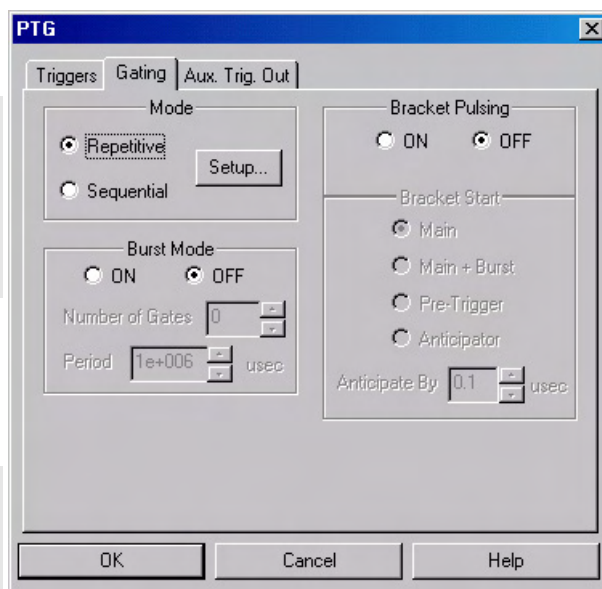 PTG
Triggers Gating Aux. Trig. Out
Mode
Repetitive
Setup...
Sequential
Burst Mode
ON OFF
Number of Gates 0
Period 1e+006 usec
Bracket Pulsing
ON OFF
Bracket Start
Main
Main + Burst
Pre-Trigger
Anticipator
Anticipate By 0.1 usec
OK Cancel Help